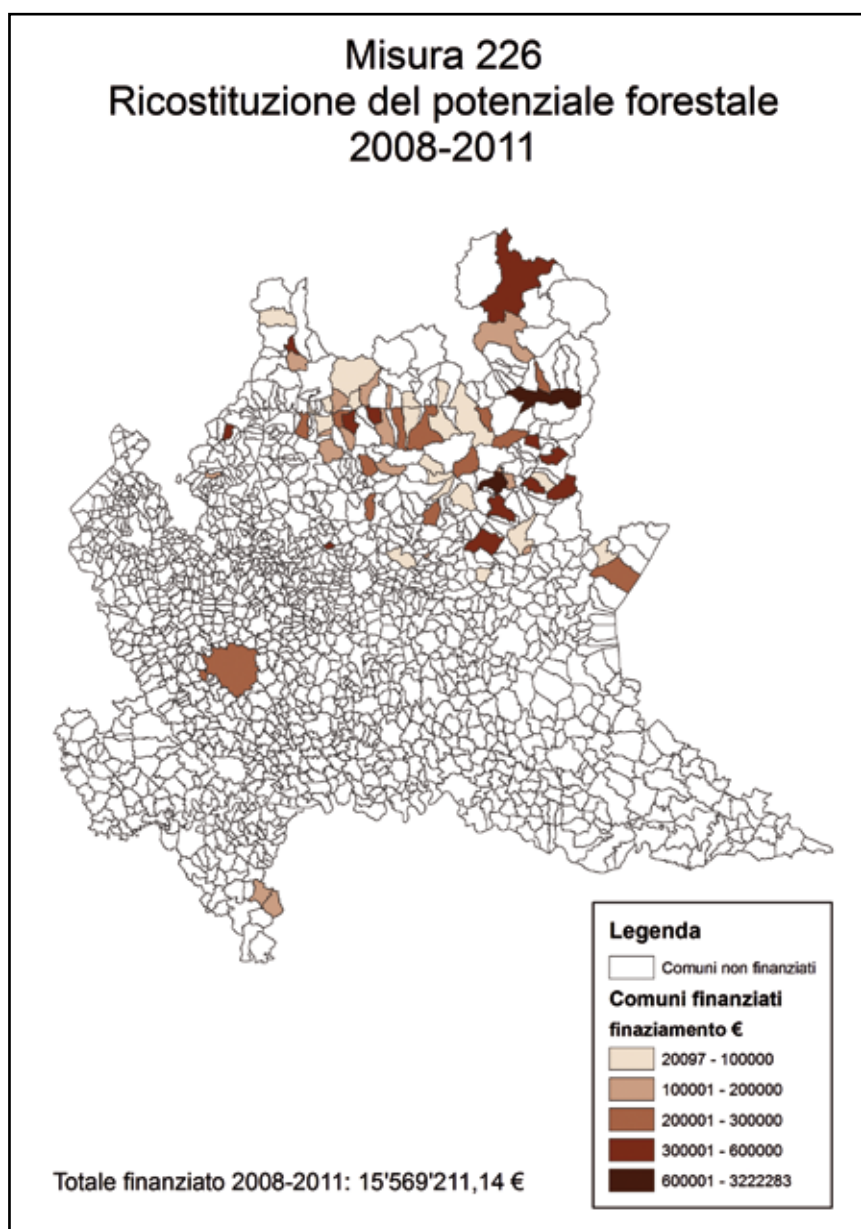 Misura 226
Ricostituzione del potenziale forestale
2008-2011
Legenda
Comuni non finanziati
Comuni finanziati
finaziamento €
20097 - 100000
100001 - 200000
200001 - 300000
300001 - 600000
600001 - 3222283
Totale finanziato 2008-2011: 15'569'211,14 €